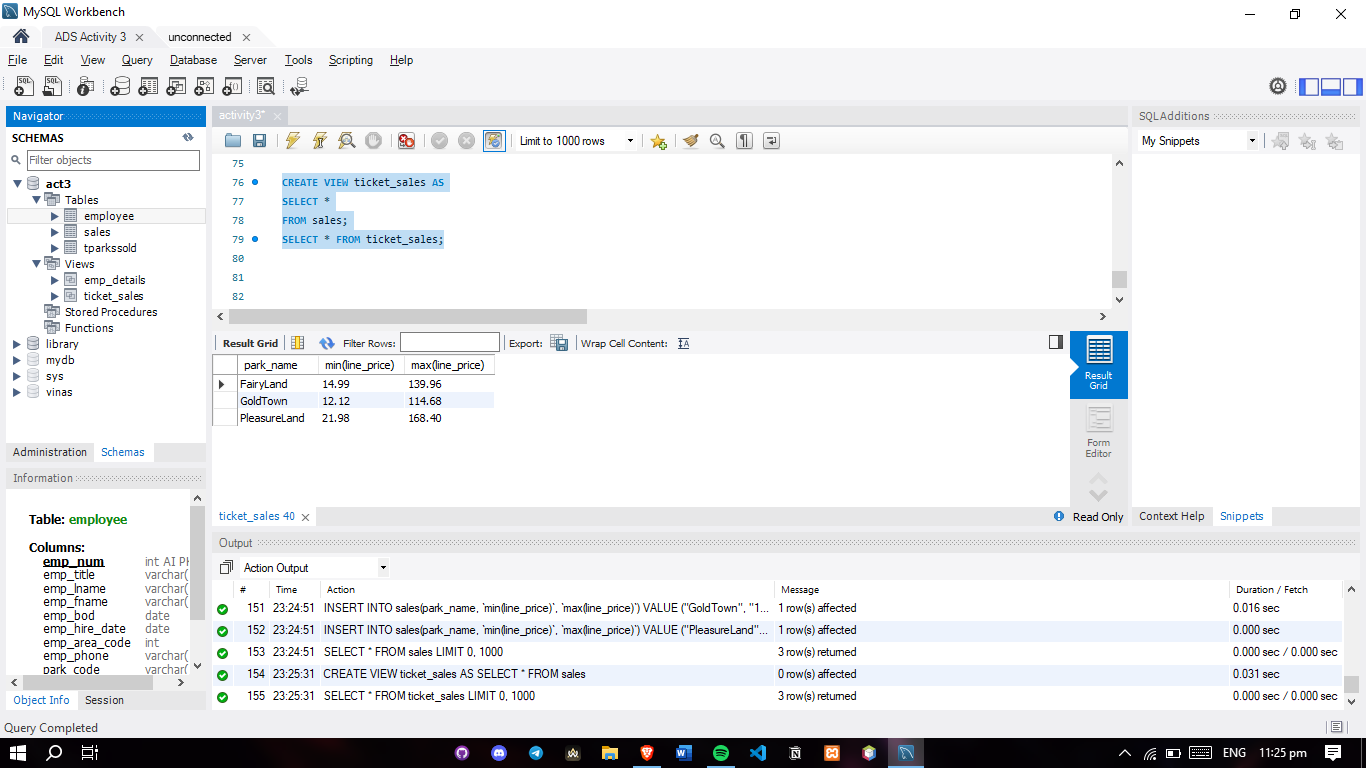 MySQL Workbench
ADS Activity 3
unconnected
File Edit View Query Database Server Tools Scripting Help
Navigator
SCHEMAS
Filter objects
act3
Tables
employee
sales
tparkssold
Views
emp_details
ticket_sales
Stored Procedures
Functions
library
mydb
sys
vinas
Administration Schemas
Information
Table: employee
Columns:
emp_num int AI PK
emp_title varchar(
emp_lname varchar(
emp_fname varchar(
emp_bod date
emp_hire_date date
emp_area_code int
emp_phone varchar(
park_code varchar(
Object Info Session
activity3*
Limit to 1000 rows
75
76 CREATE VIEW ticket_sales AS
77 SELECT *
78 FROM sales;
79 SELECT * FROM ticket_sales;
80
81
82
Result Grid Filter Rows: Export: Wrap Cell Content:
park_name min(line_price) max(line_price)
FairyLand 14.99 139.96
GoldTown 12.12 114.68
PleasureLand 21.98 168.40
Result Grid
Form Editor
ticket_sales 40
Read Only
SQLAdditions
My Snippets
Context Help Snippets
Output
Action Output
# Time Action Message Duration / Fetch
151 23:24:51 INSERT INTO sales(park_name, `min(line_price)`, `max(line_price)`) VALUE ("GoldTown", "1... 1 row(s) affected 0.016 sec
152 23:24:51 INSERT INTO sales(park_name, `min(line_price)`, `max(line_price)`) VALUE ("PleasureLand"... 1 row(s) affected 0.000 sec
153 23:24:51 SELECT * FROM sales LIMIT 0, 1000 3 row(s) returned 0.000 sec / 0.000 sec
154 23:25:31 CREATE VIEW ticket_sales AS SELECT * FROM sales 0 row(s) affected 0.031 sec
155 23:25:31 SELECT * FROM ticket_sales LIMIT 0, 1000 3 row(s) returned 0.000 sec / 0.000 sec
Query Completed
ENG 11:25 pm